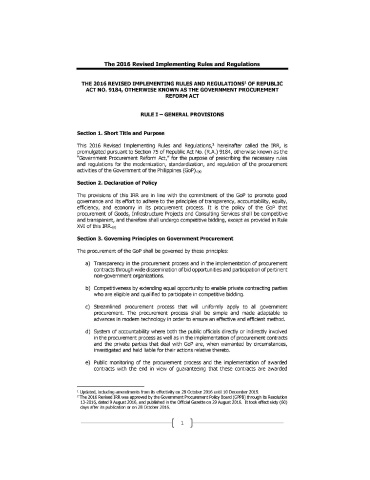 The 2016 Revised Implementing Rules and Regulations
THE 2016 REVISED IMPLEMENTING RULES AND REGULATIONS¹ OF REPUBLIC
ACT NO. 9184, OTHERWISE KNOWN AS THE GOVERNMENT PROCUREMENT
REFORM ACT
RULE I – GENERAL PROVISIONS
Section 1. Short Title and Purpose
This 2016 Revised Implementing Rules and Regulations,² hereinafter called the IRR, is
promulgated pursuant to Section 75 of Republic Act No. (R.A.) 9184, otherwise known as the
"Government Procurement Reform Act," for the purpose of prescribing the necessary rules
and regulations for the modernization, standardization, and regulation of the procurement
activities of the Government of the Philippines (GoP).(a)
Section 2. Declaration of Policy
The provisions of this IRR are in line with the commitment of the GoP to promote good
governance and its effort to adhere to the principles of transparency, accountability, equity,
efficiency, and economy in its procurement process. It is the policy of the GoP that
procurement of Goods, Infrastructure Projects and Consulting Services shall be competitive
and transparent, and therefore shall undergo competitive bidding, except as provided in Rule
XVI of this IRR.(a)
Section 3. Governing Principles on Government Procurement
The procurement of the GoP shall be governed by these principles:
a) Transparency in the procurement process and in the implementation of procurement
contracts through wide dissemination of bid opportunities and participation of pertinent
non-government organizations.
b) Competitiveness by extending equal opportunity to enable private contracting parties
who are eligible and qualified to participate in competitive bidding.
c) Streamlined procurement process that will uniformly apply to all government
procurement. The procurement process shall be simple and made adaptable to
advances in modern technology in order to ensure an effective and efficient method.
d) System of accountability where both the public officials directly or indirectly involved
in the procurement process as well as in the implementation of procurement contracts
and the private parties that deal with GoP are, when warranted by circumstances,
investigated and held liable for their actions relative thereto.
e) Public monitoring of the procurement process and the implementation of awarded
contracts with the end in view of guaranteeing that these contracts are awarded
¹ Updated, including amendments from its effectivity on 28 October 2016 until 10 December 2018.
² The 2016 Revised IRR was approved by the Government Procurement Policy Board (GPPB) through its Resolution
13-2016, dated 9 August 2016, and published in the Official Gazette on 29 August 2016. It took effect sixty (60)
days after its publication or on 28 October 2016.
1